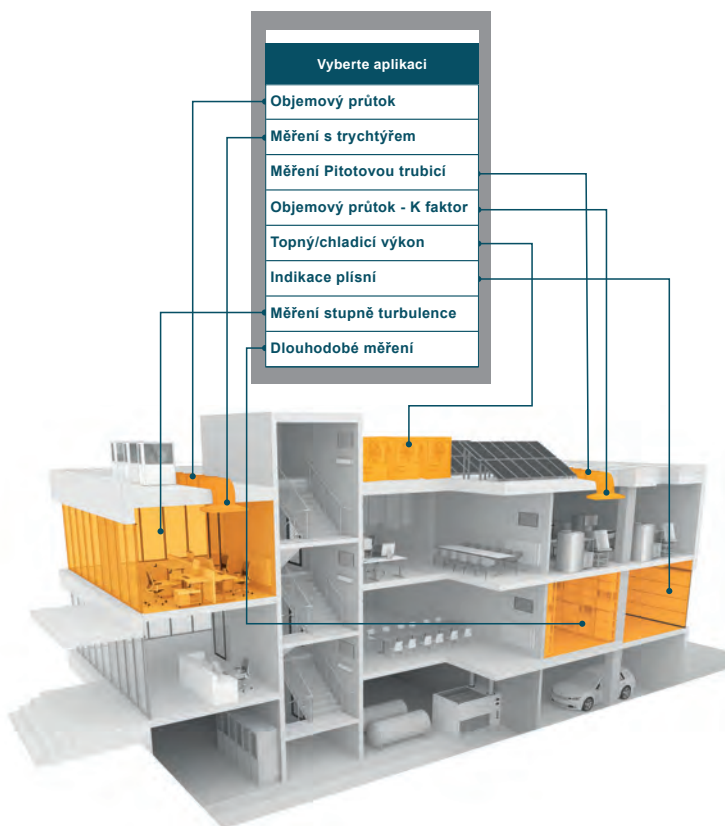 Vyberte aplikaci
Objemový průtok
Měření s trychtýřem
Měření Pitotovou trubicí
Objemový průtok - K faktor
Topný/chladicí výkon
Indikace plísní
Měření stupně turbulence
Dlouhodobé měření